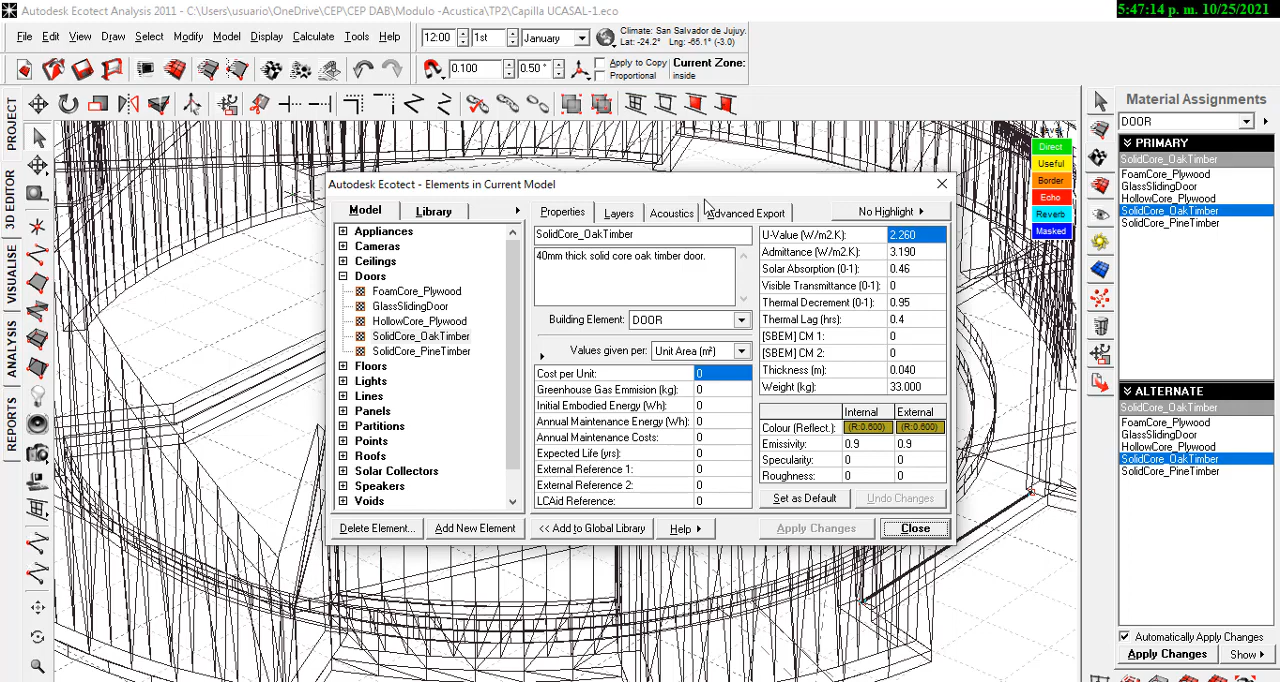 Autodesk Ecotect Analysis 2011 - C:\Users\usuario\OneDrive\CEP\CEP DAB\Modulo -Acustica\TPZ\Capilla UCASAL-1.eco
5:47:14 p. m. 10/25/2021
File Edit View Draw Select Modify Model Display Calculate Tools Help
12:00 1st January
Climate: San Salvador de Jujuy.
Lat: -24.2° Lng: -65.1° (-3.0)
0.100 0.50 °
Apply to Copy
Proportional
Current Zone:
inside
PROJECT
3D EDITOR
VISUALISE
ANALYSIS
REPORTS
Direct
Useful
Border
Echo
Reverb
Masked
Autodesk Ecotect - Elements in Current Model
Model Library
Appliances
Cameras
Ceilings
Doors
FoamCore_Plywood
GlassSlidingDoor
HollowCore_Plywood
SolidCore_OakTimber
SolidCore_PineTimber
Floors
Lights
Lines
Panels
Partitions
Points
Roofs
Solar Collectors
Speakers
Voids
Properties Layers Acoustics Advanced Export
No Highlight
SolidCore_OakTimber
40mm thick solid core oak timber door.
Building Element: DOOR
Values given per: Unit Area (m²)
Cost per Unit: 0
Greenhouse Gas Emmision (kg): 0
Initial Embodied Energy (Wh): 0
Annual Maintenance Energy (Wh): 0
Annual Maintenance Costs: 0
Expected Life (yrs): 0
External Reference 1: 0
External Reference 2: 0
LCAid Reference: 0
U-Value (W/m2.K): 2.260
Admittance (W/m2.K): 3.190
Solar Absorption (0-1): 0.46
Visible Transmittance (0-1): 0
Thermal Decrement (0-1): 0.95
Thermal Lag (hrs): 0.4
[SBEM] CM 1: 0
[SBEM] CM 2: 0
Thickness (m): 0.040
Weight (kg): 33.000
Internal External
Colour (Reflect.): (R:0.600) (R:0.600)
Emissivity: 0.9 0.9
Specularity: 0 0
Roughness: 0 0
Set as Default Undo Changes
Delete Element... Add New Element << Add to Global Library Help Apply Changes Close
Material Assignments
DOOR
PRIMARY
SolidCore_OakTimber
FoamCore_Plywood
GlassSlidingDoor
HollowCore_Plywood
SolidCore_OakTimber
SolidCore_PineTimber
ALTERNATE
SolidCore_OakTimber
FoamCore_Plywood
GlassSlidingDoor
HollowCore_Plywood
SolidCore_OakTimber
SolidCore_PineTimber
Automatically Apply Changes
Apply Changes Show